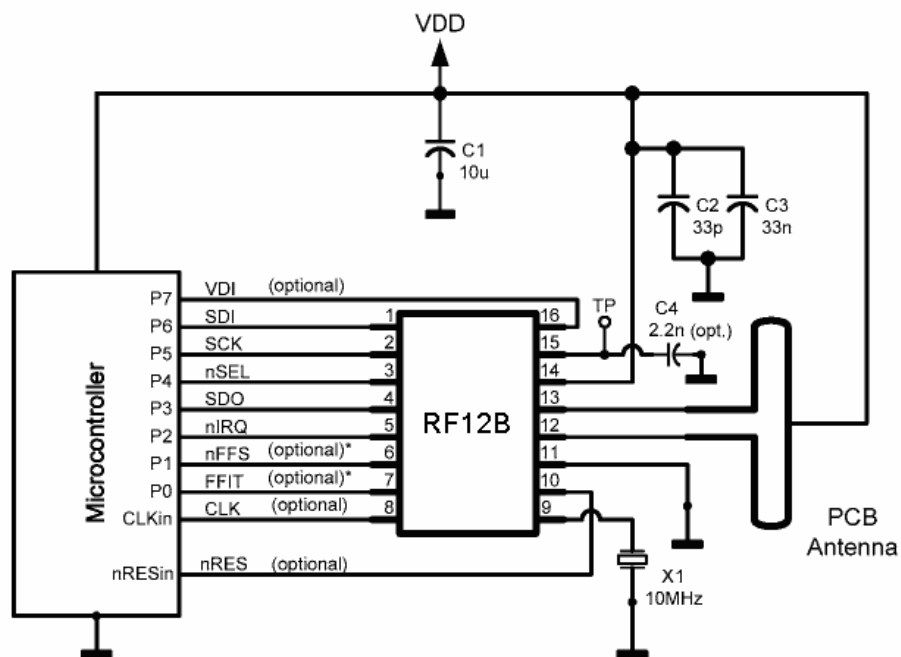 VDD
C1
10u
C2
33p
C3
33n
Microcontroller
P7 VDI (optional)
P6 SDI 1
P5 SCK 2
P4 nSEL 3
P3 SDO 4
P2 nIRQ 5
P1 nFFS (optional)* 6
P0 FFIT (optional)* 7
CLKin CLK (optional) 8
nRESin nRES (optional)
RF12B
16
15
14
13
12
11
10
9
TP
C4
2.2n (opt.)
X1
10MHz
PCB
Antenna